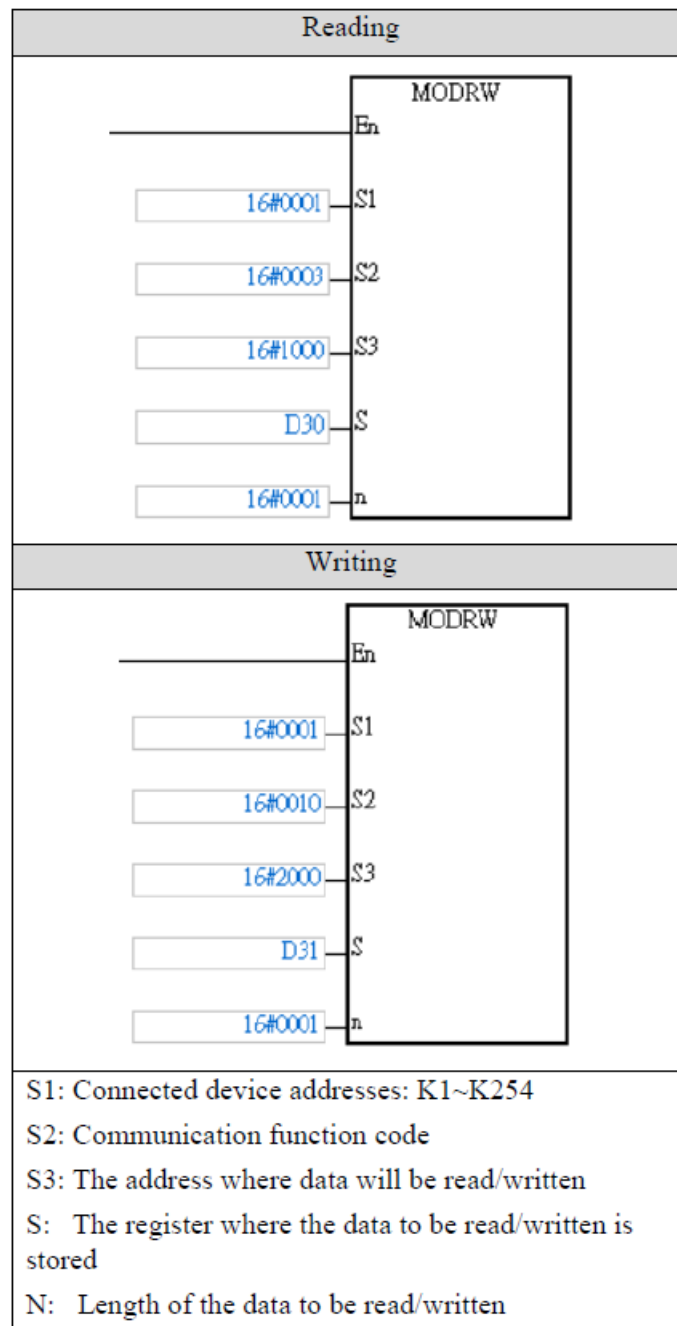 Reading
MODRW
En
16#0001 S1
16#0003 S2
16#1000 S3
D30 S
16#0001 n
Writing
MODRW
En
16#0001 S1
16#0010 S2
16#2000 S3
D31 S
16#0001 n
S1: Connected device addresses: K1~K254
S2: Communication function code
S3: The address where data will be read/written
S: The register where the data to be read/written is
stored
N: Length of the data to be read/written